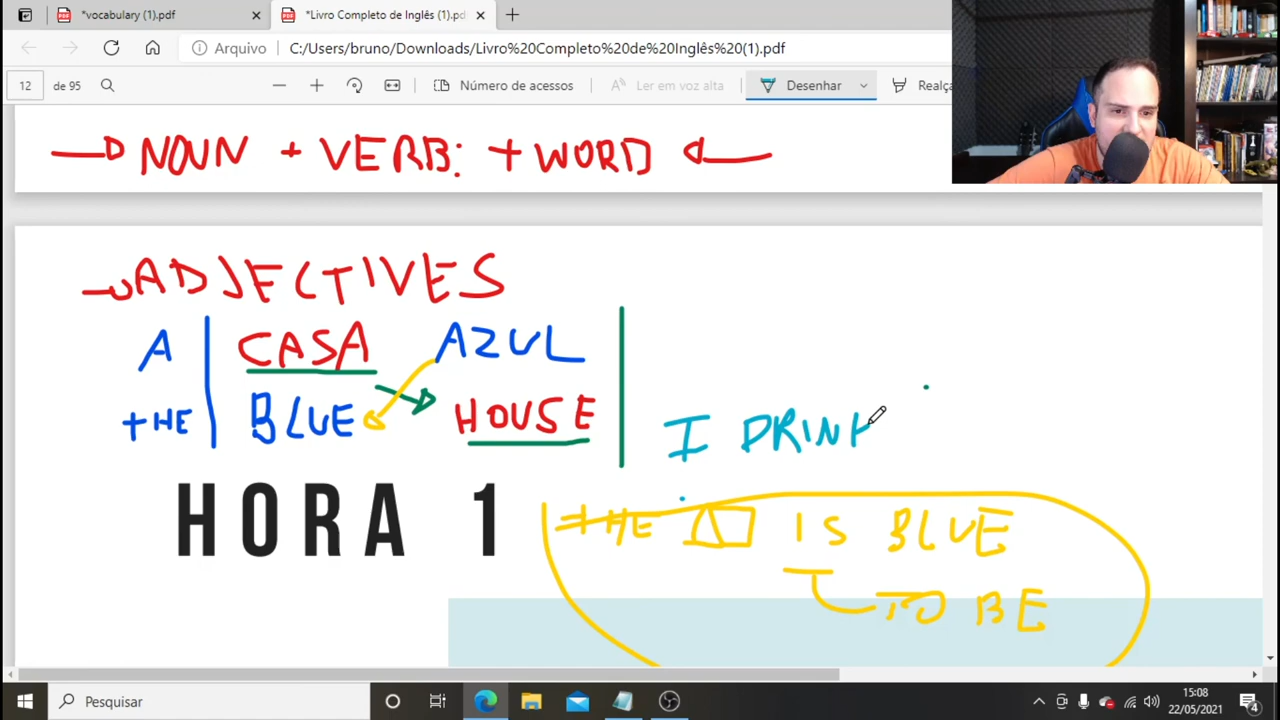 *vocabulary (1).pdf
*Livro Completo de Inglês (1).pd
Arquivo C:/Users/bruno/Downloads/Livro%20Completo%20de%20Inglês%20(1).pdf
12 de 95 Número de acessos Ler em voz alta Desenhar Realça
NOUN + VERB: + WORD
ADJECTIVES
A CASA AZUL
THE BLUE HOUSE
I DRINK
HORA 1
THE IS BLUE
TO BE
Pesquisar
15:08
22/05/2021
4